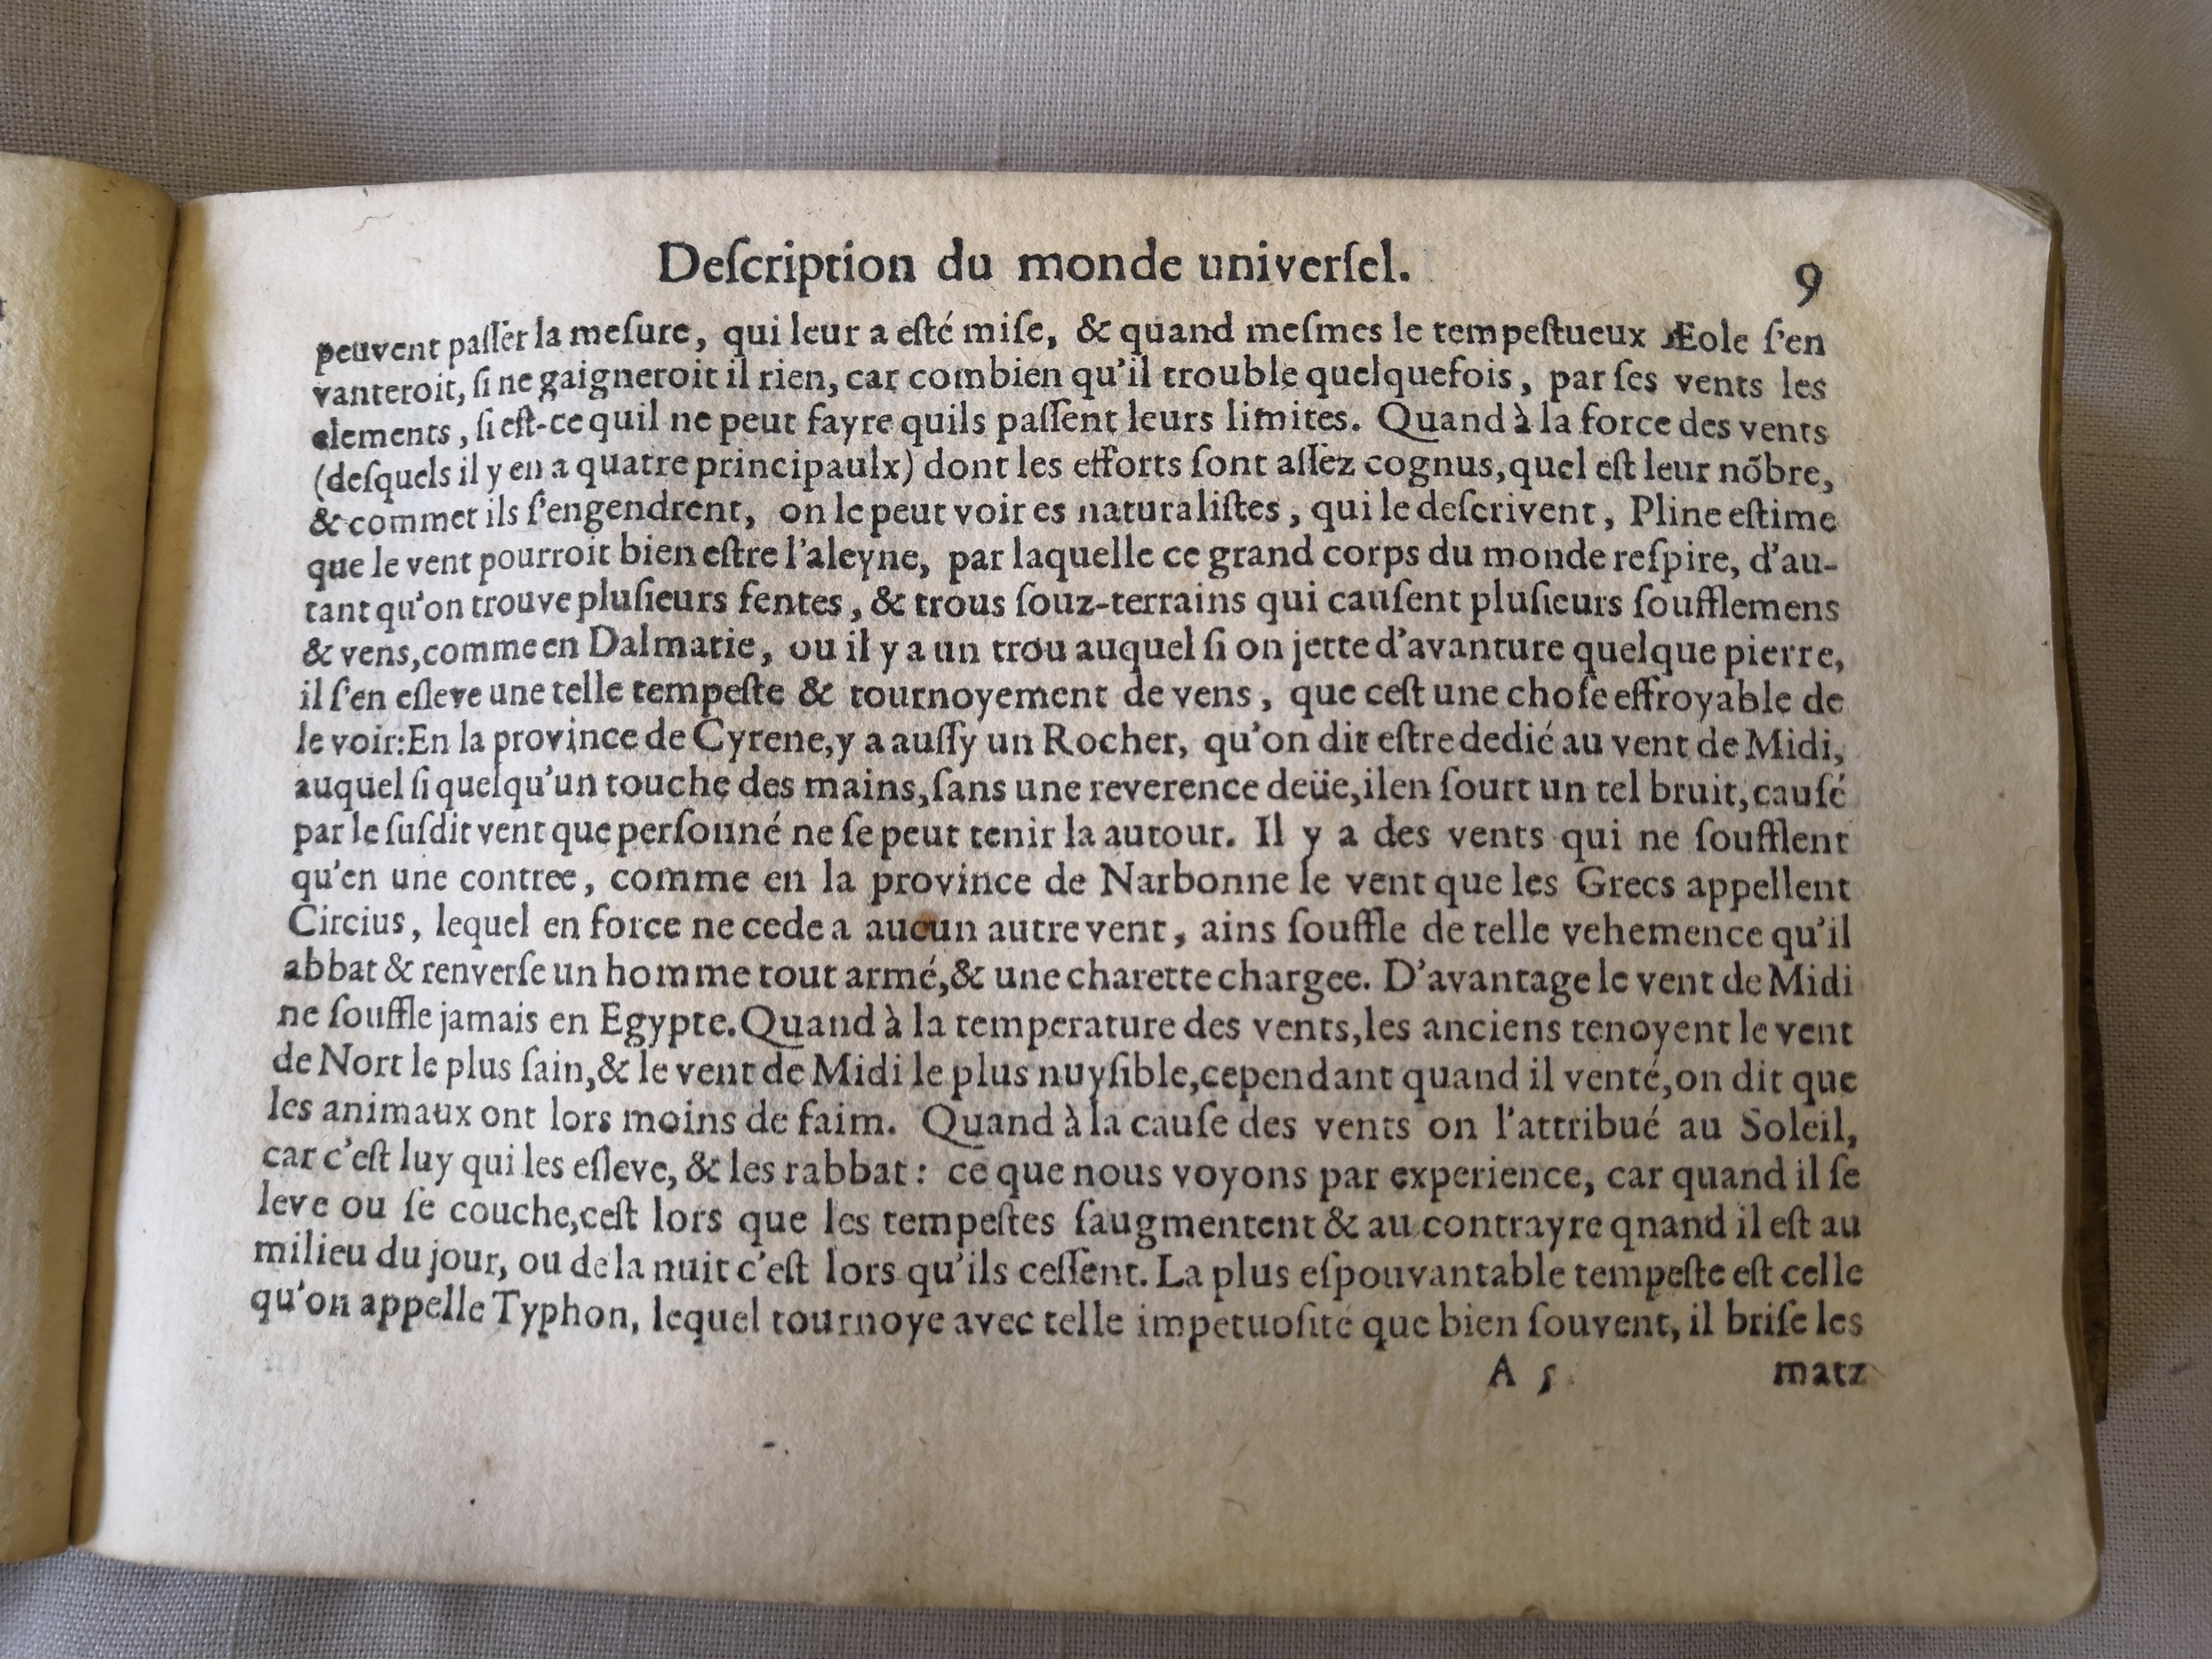 Deſcription du monde univerſel.
9
peuvent paſſer la meſure, qui leur a eſté miſe, & quand meſmes le tempeſtueux Æole ſ'en
vanteroit, ſi ne gaigneroit il rien, car combien qu'il trouble quelquefois, par ſes vents les
elements, ſi eſt-ce quil ne peut fayre quils paſſent leurs limites. Quand à la force des vents
(deſquels il y en a quatre principaulx) dont les efforts ſont aſſez cognus, quel eſt leur nõbre,
& commet ils ſ'engendrent, on le peut voir es naturaliſtes, qui le deſcrivent, Pline eſtime
que le vent pourroit bien eſtre l'aleyne, par laquelle ce grand corps du monde reſpire, d'au-
tant qu'on trouve pluſieurs fentes, & trous ſouz-terrains qui cauſent pluſieurs ſoufflemens
& vens, comme en Dalmatie, ou il y a un trou auquel ſi on jette d'avanture quelque pierre,
il ſ'en eſleve une telle tempeſte & tournoyement de vens, que ceſt une choſe effroyable de
le voir: En la province de Cyrene, y a auſſy un Rocher, qu'on dit eſtre dedié au vent de Midi,
auquel ſi quelqu'un touche des mains, ſans une reverence deüe, il en ſourt un tel bruit, cauſé
par le ſuſdit vent que perſonné ne ſe peut tenir la autour. Il y a des vents qui ne ſoufflent
qu'en une contree, comme en la province de Narbonne le vent que les Grecs appellent
Circius, lequel en force ne cede a aucun autre vent, ains ſouffle de telle vehemence qu'il
abbat & renverſe un homme tout armé, & une charette chargee. D'avantage le vent de Midi
ne ſouffle jamais en Egypte. Quand à la temperature des vents, les anciens tenoyent le vent
de Nort le plus ſain, & le vent de Midi le plus nuyſible, cependant quand il venté, on dit que
les animaux ont lors moins de faim. Quand à la cauſe des vents on l'attribué au Soleil,
car c'eſt luy qui les eſleve, & les rabbat: ce que nous voyons par experience, car quand il ſe
leve ou ſe couche, ceſt lors que les tempeſtes ſaugmentent & au contrayre qnand il eſt au
milieu du jour, ou de la nuit c'eſt lors qu'ils ceſſent. La plus eſpouvantable tempeſte eſt celle
qu'on appelle Typhon, lequel tournoye avec telle impetuoſité que bien ſouvent, il briſe les
A 5
matz